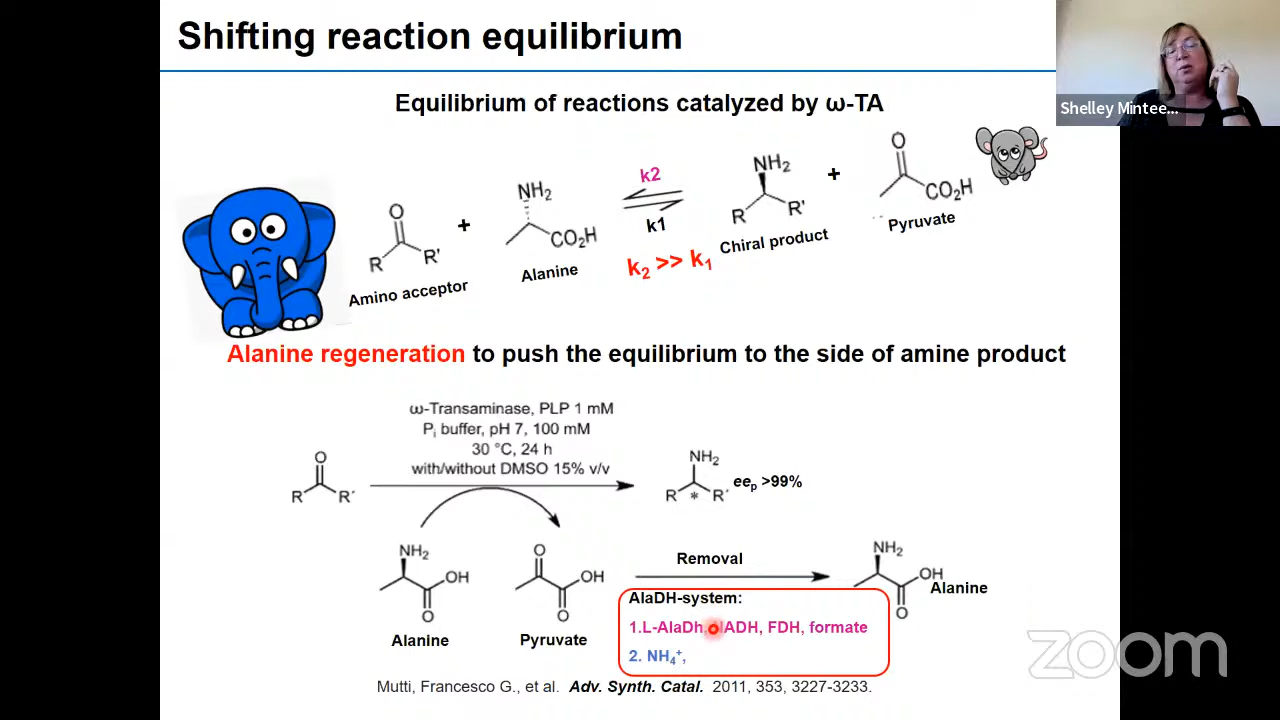 Shifting reaction equilibrium
Shelley Mintee...
Equilibrium of reactions catalyzed by ω-TA
O
R R'
Amino acceptor
+
NH2
CO2H
Alanine
k2
k1
k2 >> k1
NH2
R R'
Chiral product
+
O
CO2H
Pyruvate
Alanine regeneration to push the equilibrium to the side of amine product
ω-Transaminase, PLP 1 mM
Pi buffer, pH 7, 100 mM
30 °C, 24 h
with/without DMSO 15% v/v
O
R R'
NH2
R * R'
eep >99%
NH2
OH
O
Alanine
O
OH
O
Pyruvate
Removal
NH2
OH
O
Alanine
AlaDH-system:
1.L-AlaDh, ADH, FDH, formate
2. NH4+,
Mutti, Francesco G., et al. Adv. Synth. Catal. 2011, 353, 3227-3233.
zoom